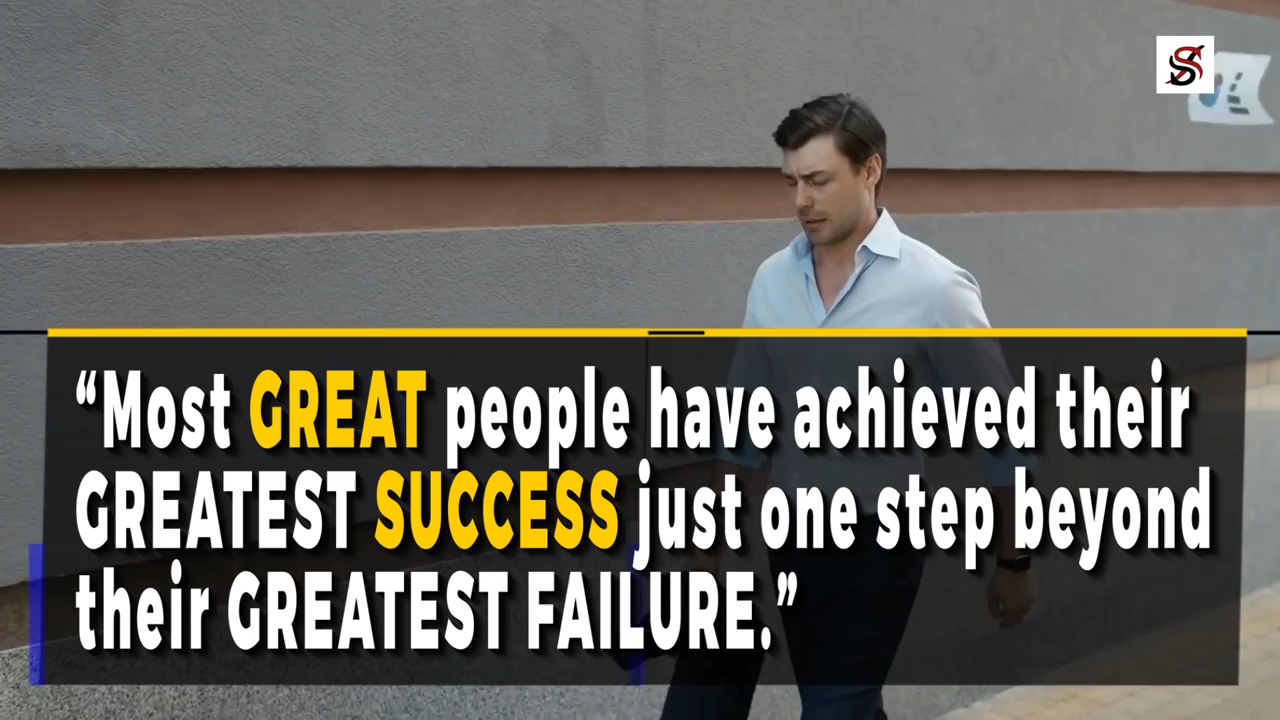 “Most GREAT people have achieved their
GREATEST SUCCESS just one step beyond
their GREATEST FAILURE.”